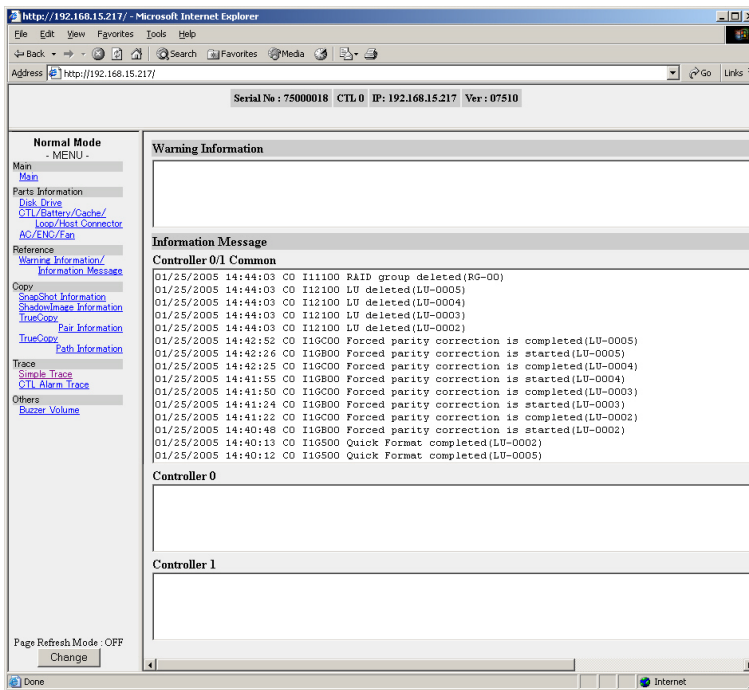 http://192.168.15.217/ - Microsoft Internet Explorer
File Edit View Favorites Tools Help
Back Search Favorites Media
Address http://192.168.15.217/ Go Links
Serial No : 75000018 CTL 0 IP: 192.168.15.217 Ver : 07510
Normal Mode
- MENU -
Main
Main
Parts Information
Disk Drive
CTL/Battery/Cache/
Loop/Host Connector
AC/ENC/Fan
Reference
Warning Information/
Information Message
Copy
SnapShot Information
ShadowImage Information
TrueCopy
Pair Information
TrueCopy
Path Information
Trace
Simple Trace
CTL Alarm Trace
Others
Buzzer Volume
Page Refresh Mode : OFF
Change
Warning Information
Information Message
Controller 0/1 Common
01/25/2005 14:44:03 C0 I11100 RAID group deleted(RG-00)
01/25/2005 14:44:03 C0 I12100 LU deleted(LU-0005)
01/25/2005 14:44:03 C0 I12100 LU deleted(LU-0004)
01/25/2005 14:44:03 C0 I12100 LU deleted(LU-0003)
01/25/2005 14:44:03 C0 I12100 LU deleted(LU-0002)
01/25/2005 14:42:52 C0 I1GC00 Forced parity correction is completed(LU-0005)
01/25/2005 14:42:26 C0 I1GB00 Forced parity correction is started(LU-0005)
01/25/2005 14:42:25 C0 I1GC00 Forced parity correction is completed(LU-0004)
01/25/2005 14:41:55 C0 I1GB00 Forced parity correction is started(LU-0004)
01/25/2005 14:41:50 C0 I1GC00 Forced parity correction is completed(LU-0003)
01/25/2005 14:41:24 C0 I1GB00 Forced parity correction is started(LU-0003)
01/25/2005 14:41:22 C0 I1GC00 Forced parity correction is completed(LU-0002)
01/25/2005 14:40:48 C0 I1GB00 Forced parity correction is started(LU-0002)
01/25/2005 14:40:13 C0 I1G500 Quick Format completed(LU-0002)
01/25/2005 14:40:12 C0 I1G500 Quick Format completed(LU-0005)
Controller 0
Controller 1
Done Internet